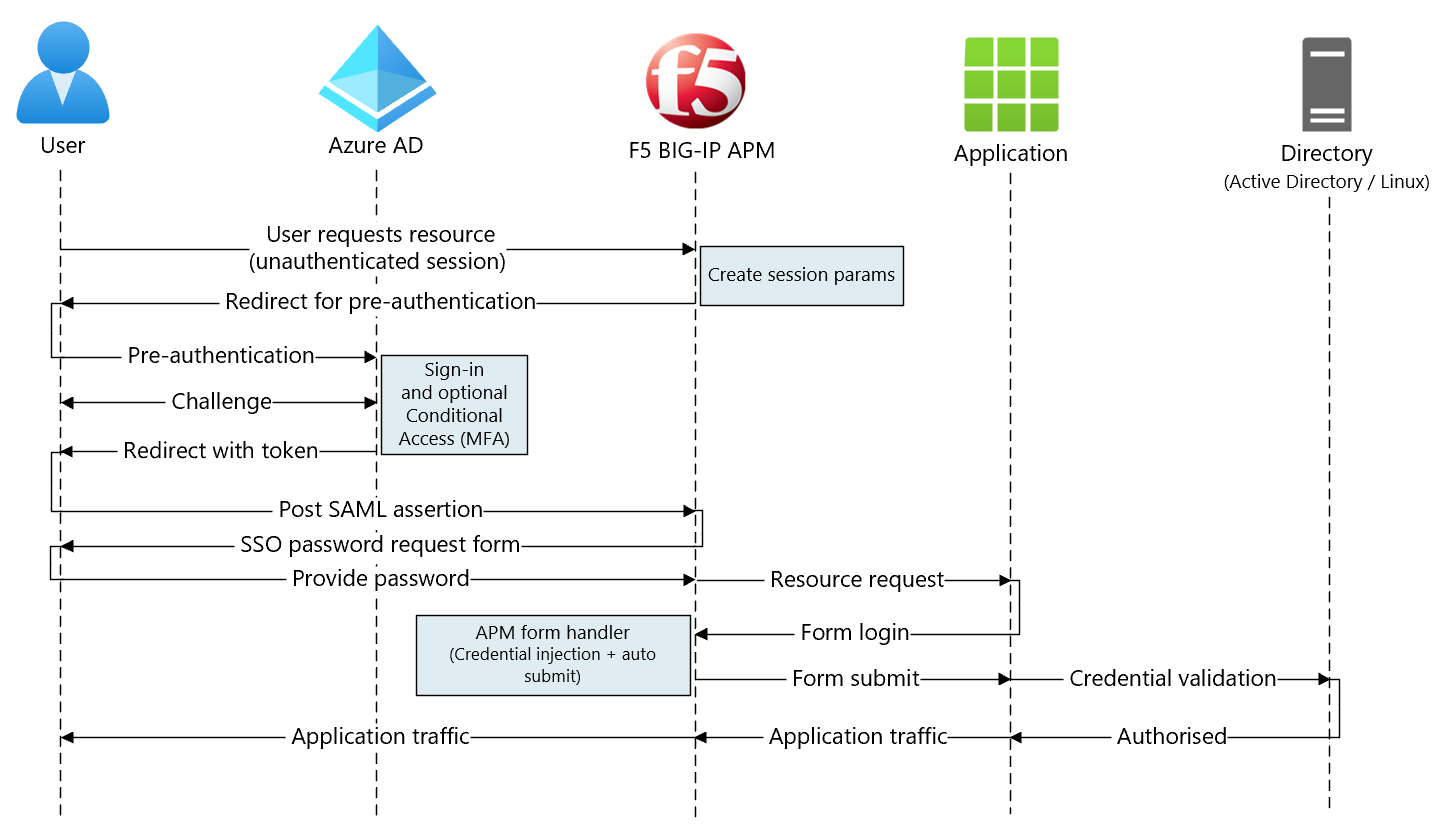 f5
User
Azure AD
F5 BIG-IP APM
Application
Directory
(Active Directory / Linux)
User requests resource
(unauthenticated session)
Create session params
Redirect for pre-authentication
Pre-authentication
Sign-in
and optional
Conditional
Access (MFA)
Challenge
Redirect with token
Post SAML assertion
SSO password request form
Provide password
Resource request
APM form handler
(Credential injection + auto
submit)
Form login
Form submit
Credential validation
Application traffic
Application traffic
Authorised